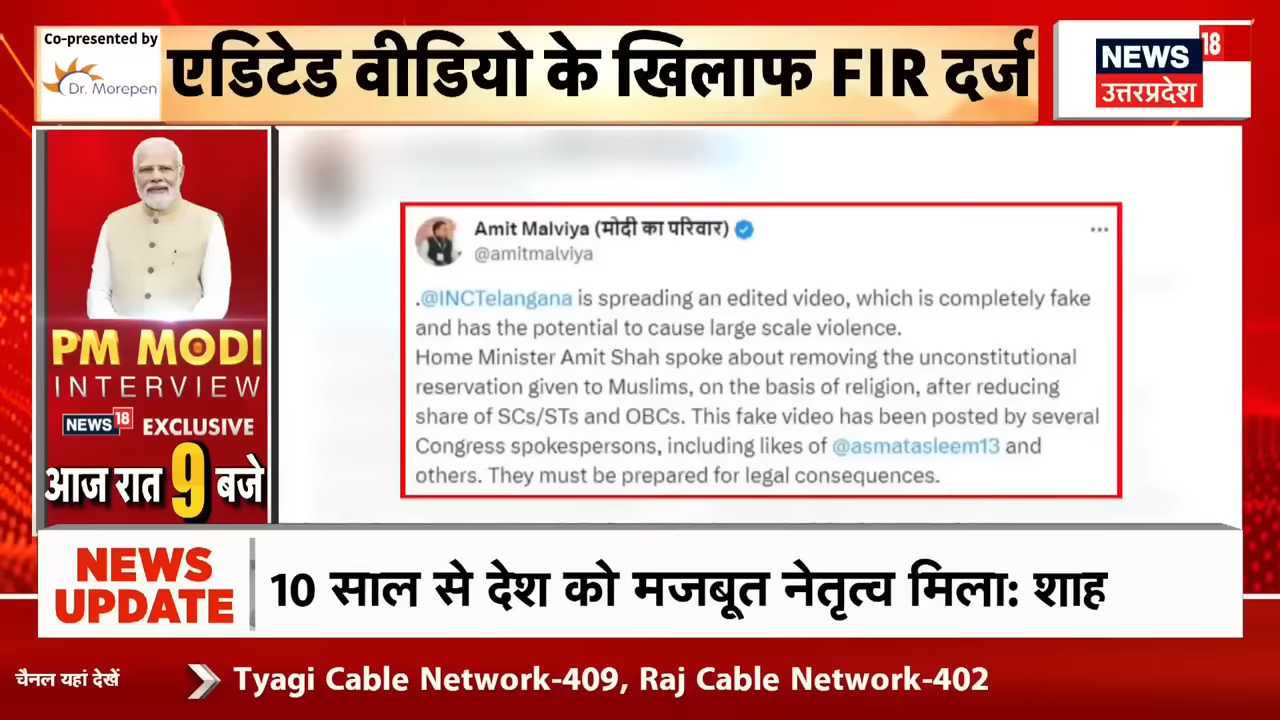 Co-presented by
Dr. Morepen
एडिटेड वीडियो के खिलाफ FIR दर्ज
NEWS 18
उत्तरप्रदेश
PM MODI
INTERVIEW
NEWS 18 EXCLUSIVE
आज रात 9 बजे
Amit Malviya (मोदी का परिवार)
@amitmalviya
.@INCTelangana is spreading an edited video, which is completely fake
and has the potential to cause large scale violence.
Home Minister Amit Shah spoke about removing the unconstitutional
reservation given to Muslims, on the basis of religion, after reducing
share of SCs/STs and OBCs. This fake video has been posted by several
Congress spokespersons, including likes of @asmatasleem13 and
others. They must be prepared for legal consequences.
NEWS
UPDATE
10 साल से देश को मजबूत नेतृत्व मिला: शाह
चैनल यहां देखें
Tyagi Cable Network-409, Raj Cable Network-402